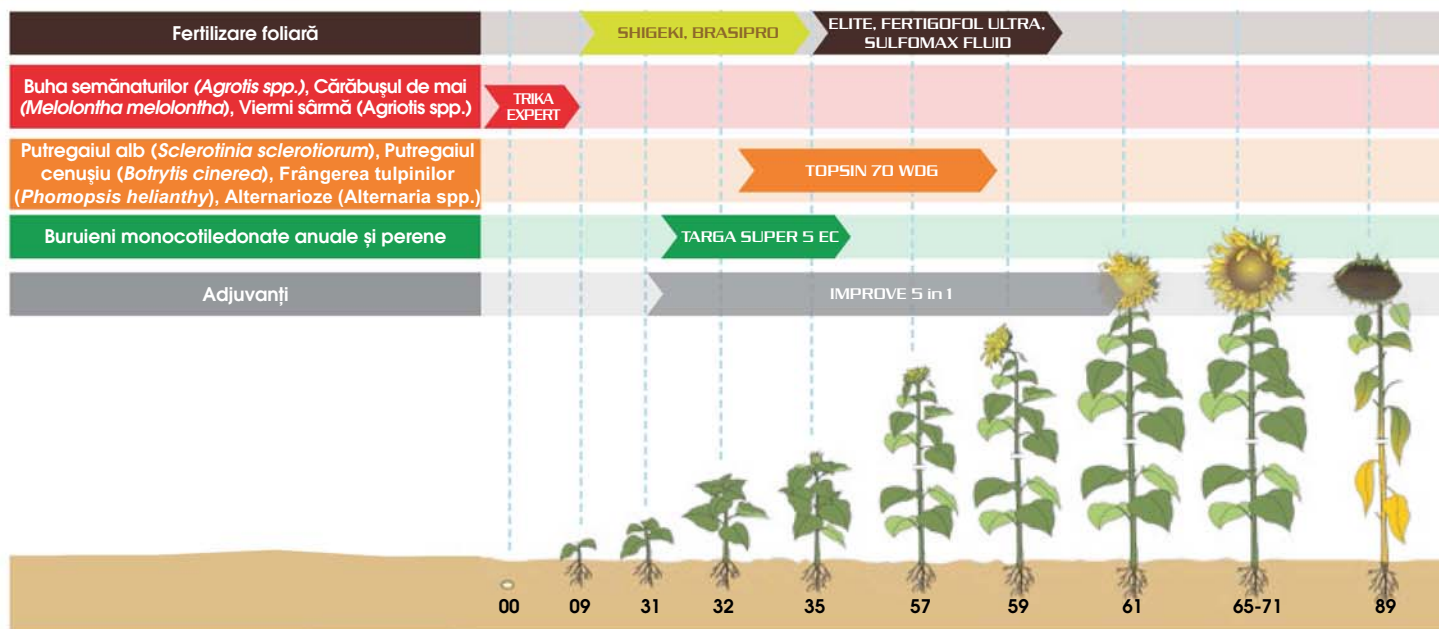 Fertilizare foliară
SHIGEKI, BRASIPRO
ELITE, FERTIGOFOL ULTRA,
SULFOMAX FLUID
Buha semănaturilor (Agrotis spp.), Cărăbușul de mai
(Melolontha melolontha), Viermi sârmă (Agriotis spp.)
TRIKA
EXPERT
Putregaiul alb (Sclerotinia sclerotiorum), Putregaiul
cenușiu (Botrytis cinerea), Frângerea tulpinilor
(Phomopsis helianthy), Alternarioze (Alternaria spp.)
TOPSIN 70 WDG
Buruieni monocotiledonate anuale și perene
TARGA SUPER 5 EC
Adjuvanți
IMPROVE 5 in 1
00 09 31 32 35 57 59 61 65-71 89